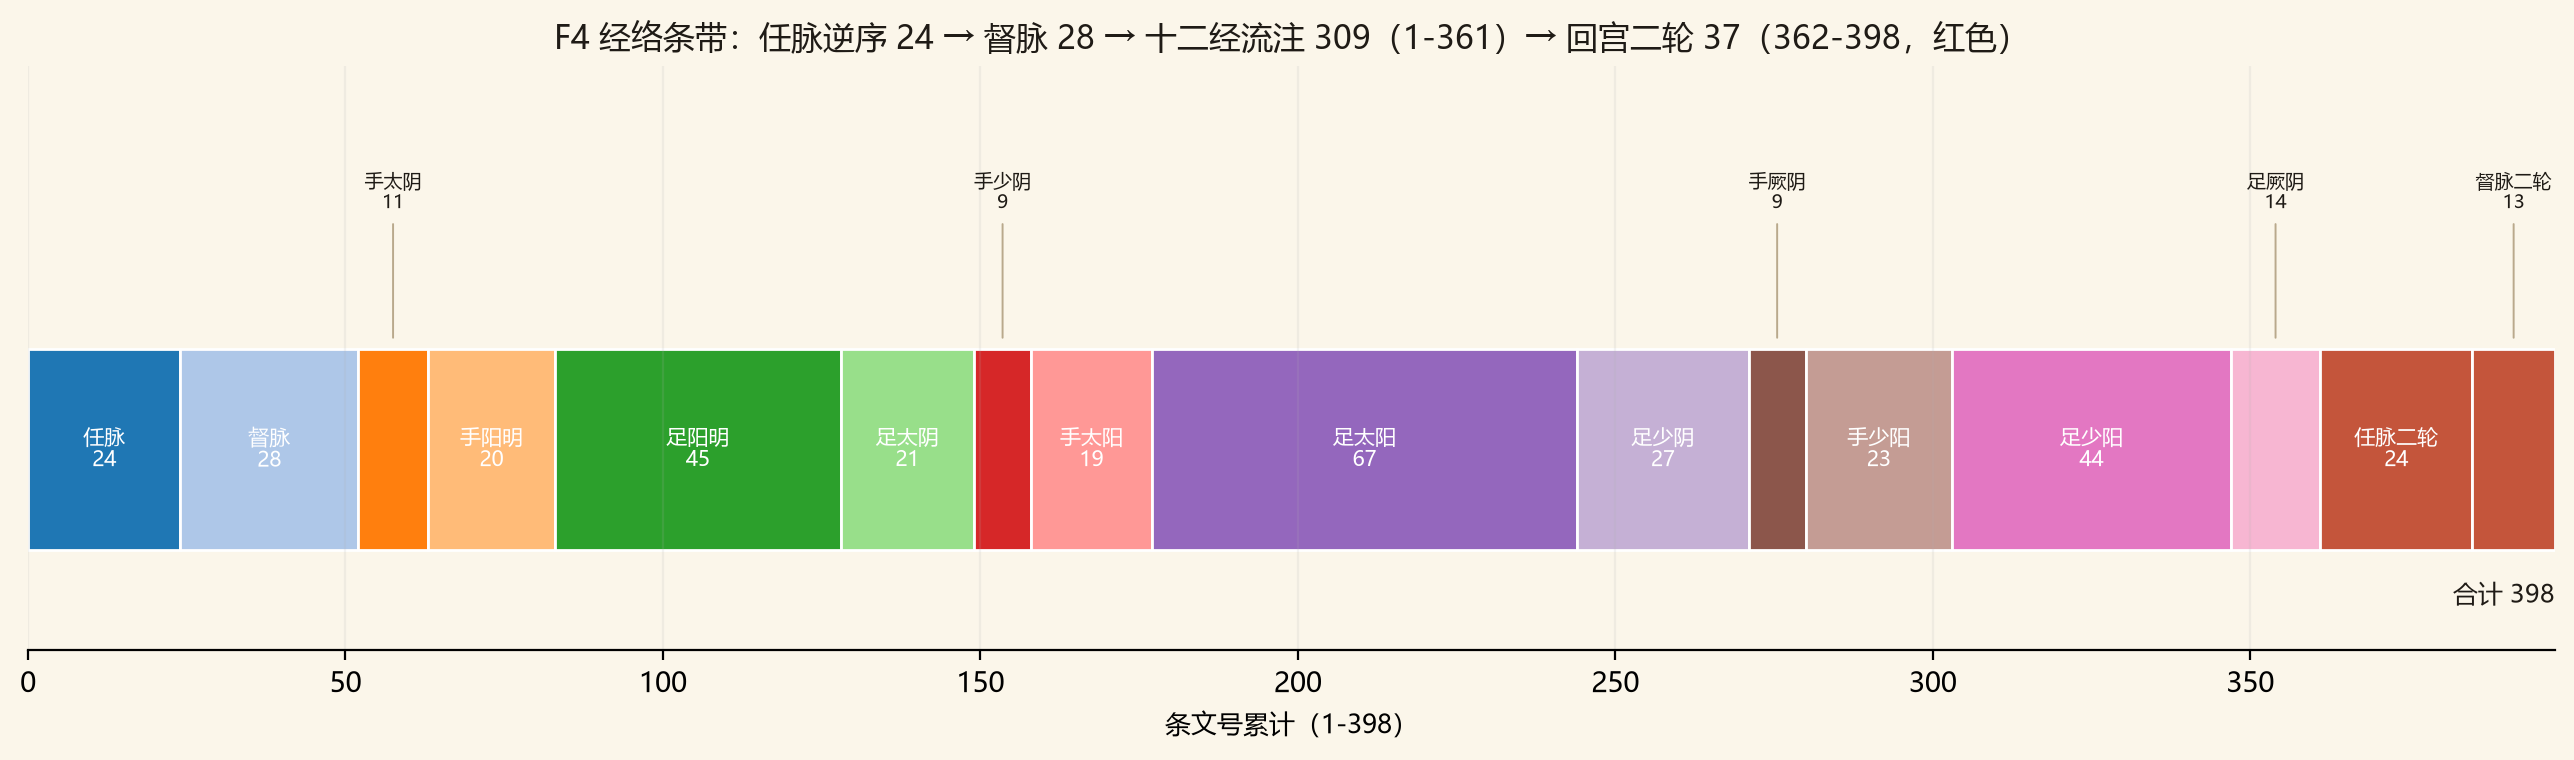 F4 经络条带：任脉逆序 24 → 督脉 28 → 十二经流注 309（1-361）→ 回宫二轮 37（362-398，红色）
手太阴
11
手少阴
9
手厥阴
9
足厥阴
14
督脉二轮
13
任脉
24
督脉
28
手阳明
20
足阳明
45
足太阴
21
手太阳
19
足太阳
67
足少阴
27
手少阳
23
足少阳
44
任脉二轮
24
合计 398
0 50 100 150 200 250 300 350
条文号累计（1-398）